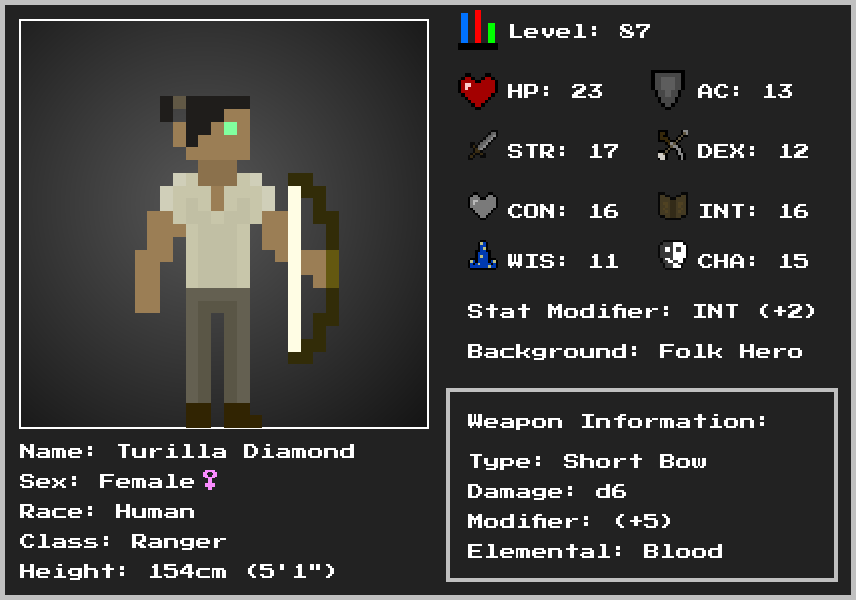 Level: 87
HP: 23
AC: 13
STR: 17
DEX: 12
CON: 16
INT: 16
WIS: 11
CHA: 15
Stat Modifier: INT (+2)
Background: Folk Hero
Weapon Information:
Type: Short Bow
Damage: d6
Modifier: (+5)
Elemental: Blood
Name: Turilla Diamond
Sex: Female♀
Race: Human
Class: Ranger
Height: 154cm (5'1")